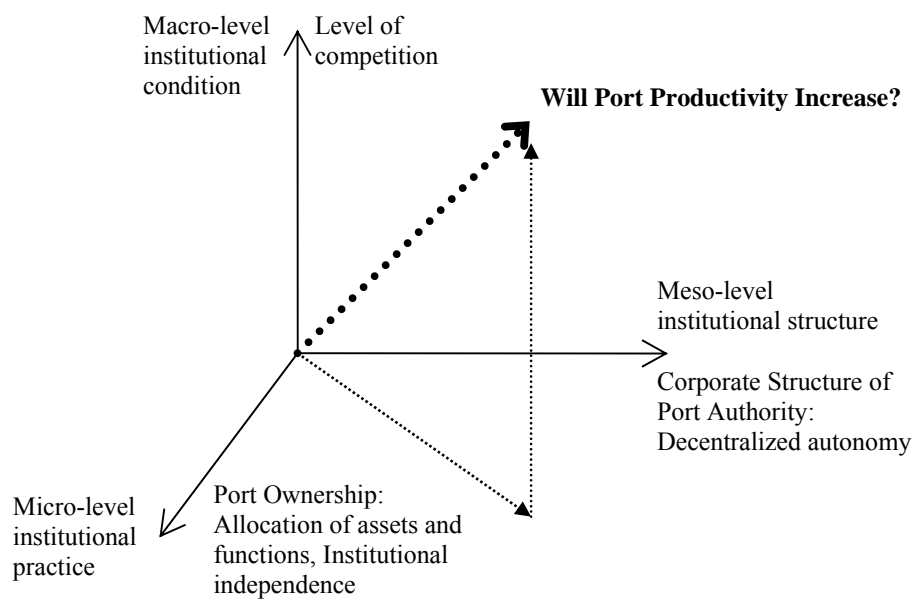 Macro-level
institutional
condition
Level of
competition
Will Port Productivity Increase?
Meso-level
institutional structure
Corporate Structure of
Port Authority:
Decentralized autonomy
Micro-level
institutional
practice
Port Ownership:
Allocation of assets and
functions, Institutional
independence